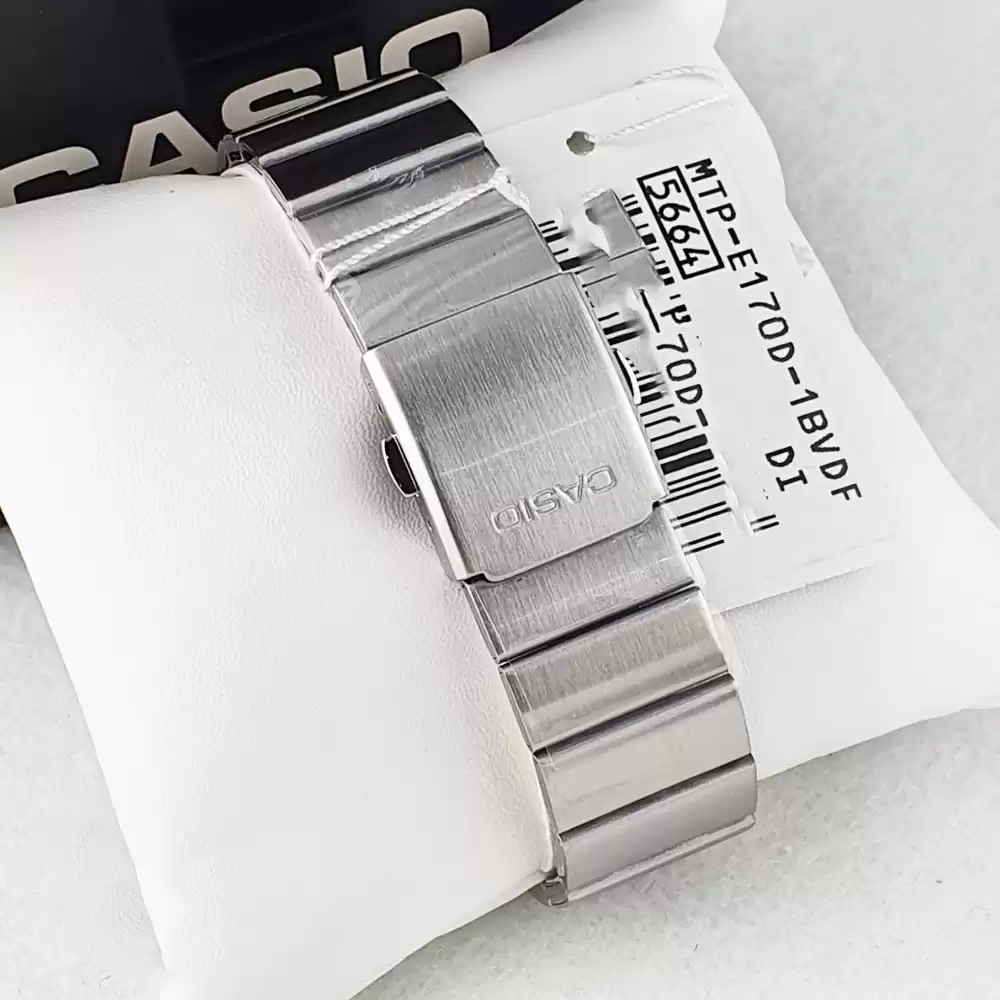 CASIO
MTP-E170D-1BVDF
5664
DI
70D-
CASIO